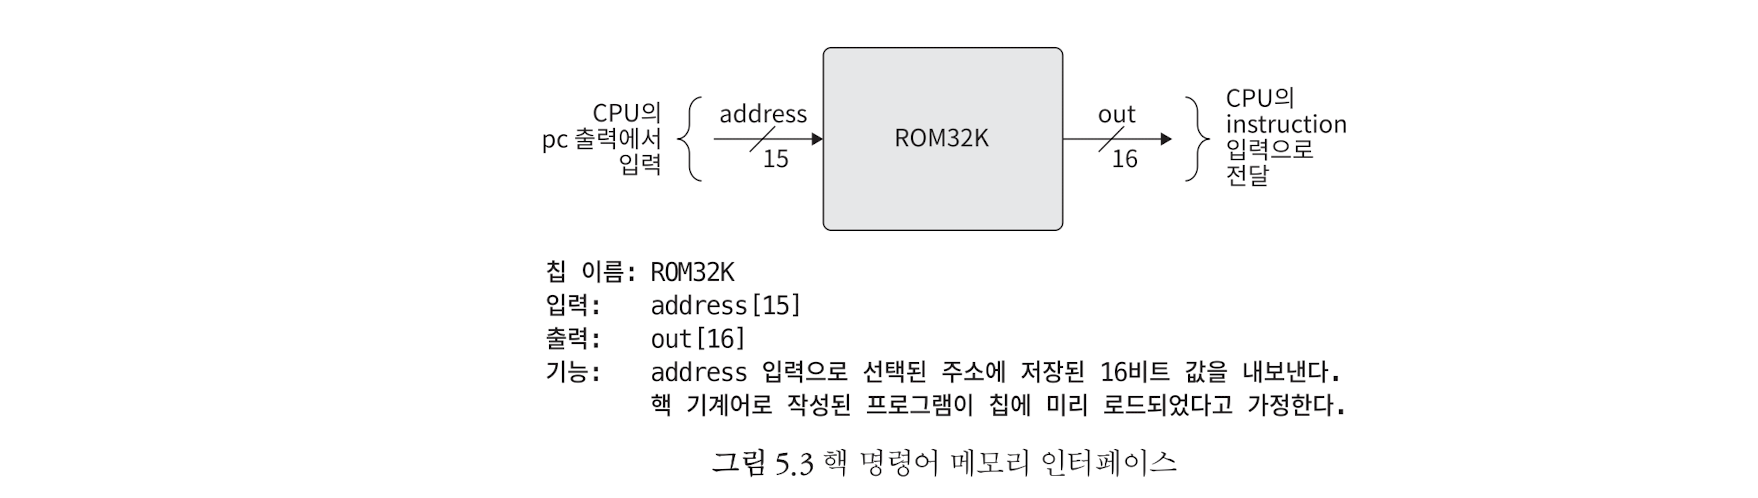 CPU의
pc 출력에서
입력
address
15
ROM32K
out
16
CPU의
instruction
입력으로
전달
칩 이름: ROM32K
입력: address[15]
출력: out[16]
기능: address 입력으로 선택된 주소에 저장된 16비트 값을 내보낸다.
핵 기계어로 작성된 프로그램이 칩에 미리 로드되었다고 가정한다.
그림 5.3 핵 명령어 메모리 인터페이스